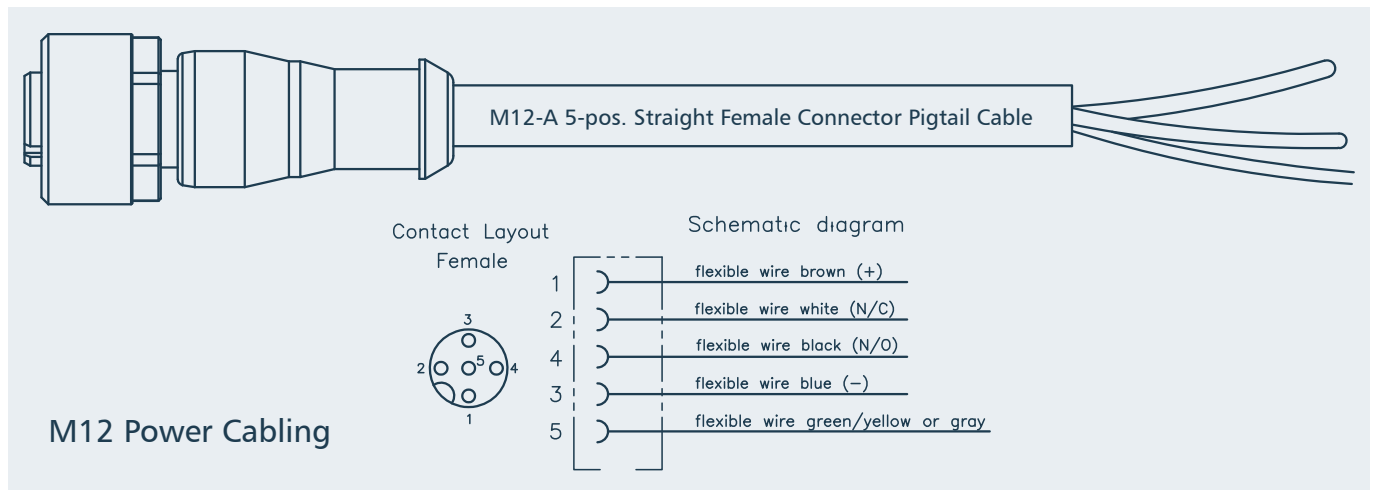 M12-A 5-pos. Straight Female Connector Pigtail Cable
Contact Layout
Female
Schematic diagram
1 flexible wire brown (+)
2 flexible wire white (N/C)
4 flexible wire black (N/O)
3 flexible wire blue (−)
5 flexible wire green/yellow or gray
3
2 5 4
1
M12 Power Cabling